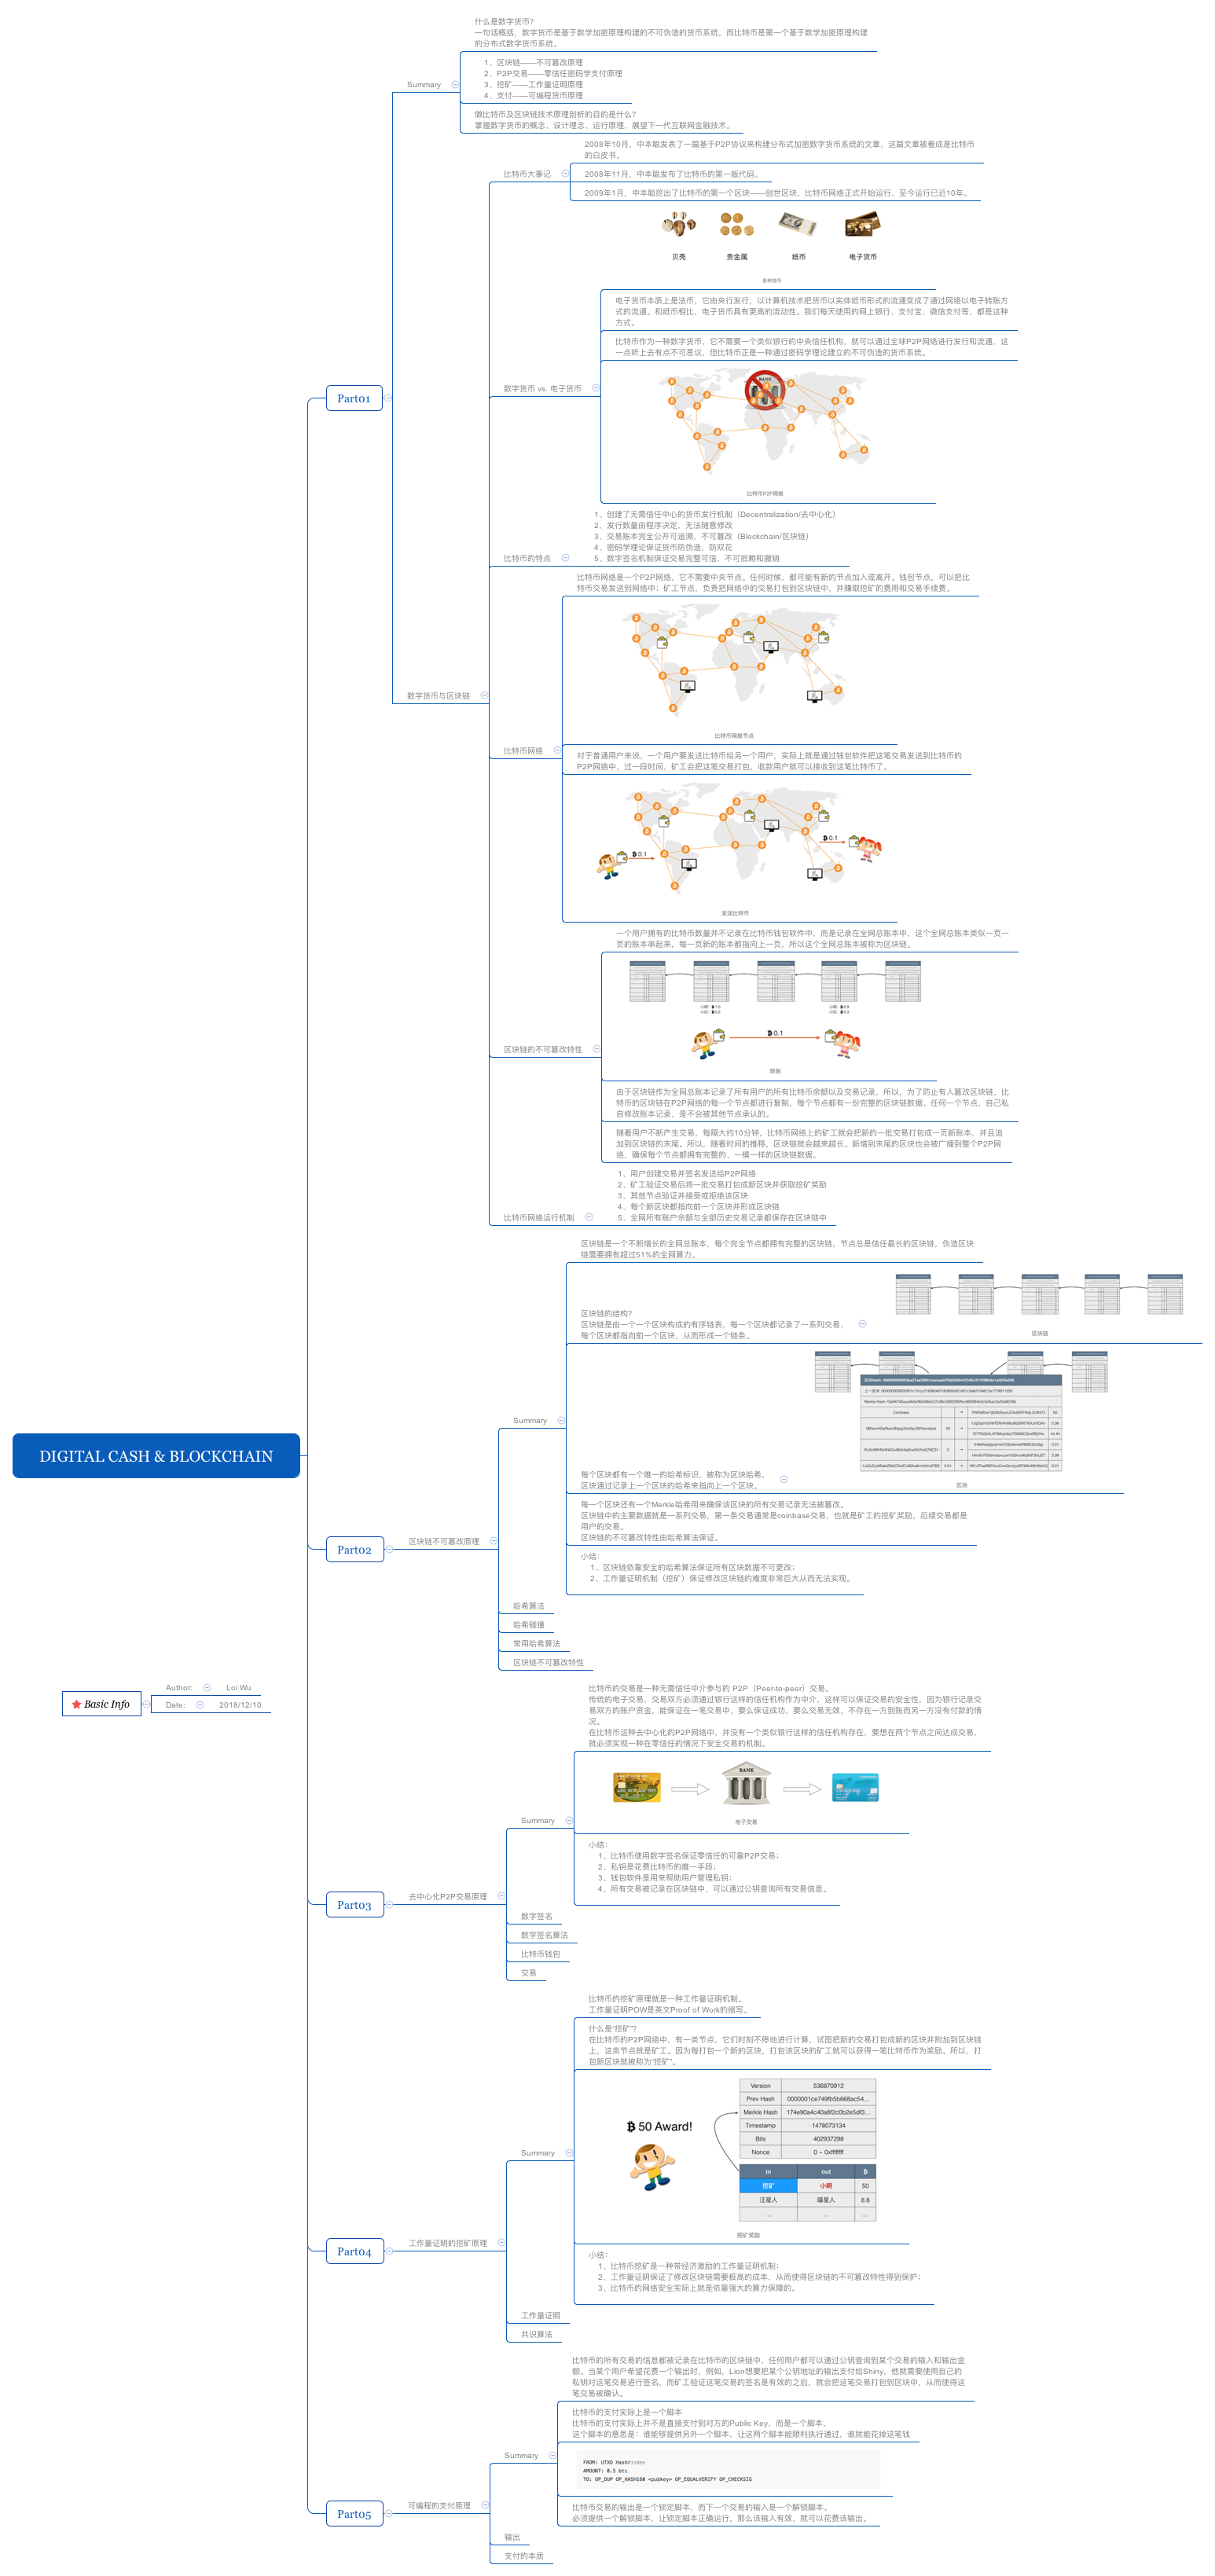 DIGITAL CASH & BLOCKCHAIN
Part01
Summary
什么是数字货币？
一句话概括，数字货币是基于数学加密原理构建的不可伪造的货币系统，而比特币是第一个基于数学加密原理构建
的分布式数字货币系统。
1、区块链——不可篡改原理
2、P2P交易——零信任密码学支付原理
3、挖矿——工作量证明原理
4、支付——可编程货币原理
做比特币及区块链技术原理剖析的目的是什么？
掌握数字货币的概念、设计理念、运行原理，展望下一代互联网金融技术。
数字货币与区块链
比特币大事记
2008年10月，中本聪发表了一篇基于P2P协议来构建分布式加密数字货币系统的文章，这篇文章被看成是比特币
的白皮书。
2008年11月，中本聪发布了比特币的第一版代码。
2009年1月，中本聪挖出了比特币的第一个区块——创世区块，比特币网络正式开始运行，至今运行已近10年。
数字货币 vs. 电子货币
贝壳
贵金属
纸币
电子货币
各种货币
电子货币本质上是法币，它由央行发行，以计算机技术把货币以实体纸币形式的流通变成了通过网络以电子转账方
式的流通。和纸币相比，电子货币具有更高的流动性。我们每天使用的网上银行、支付宝、微信支付等，都是这种
方式。
比特币作为一种数字货币，它不需要一个类似银行的中央信任机构，就可以通过全球P2P网络进行发行和流通，这
一点听上去有点不可思议，但比特币正是一种通过密码学理论建立的不可伪造的货币系统。
BANK
比特币P2P网络
比特币的特点
1、创建了无需信任中心的货币发行机制（Decentralization/去中心化）
2、发行数量由程序决定，无法随意修改
3、交易账本完全公开可追溯，不可篡改（Blockchain/区块链）
4、密码学理论保证货币防伪造，防双花
5、数字签名机制保证交易完整可信，不可抵赖和撤销
比特币网络
比特币网络是一个P2P网络，它不需要中央节点。任何时候，都可能有新的节点加入或离开。钱包节点，可以把比
特币交易发送到网络中；矿工节点，负责把网络中的交易打包到区块链中，并赚取挖矿的费用和交易手续费。
比特币网络节点
对于普通用户来说，一个用户要发送比特币给另一个用户，实际上就是通过钱包软件把这笔交易发送到比特币的
P2P网络中，过一段时间，矿工会把这笔交易打包，收款用户就可以接收到这笔比特币了。
₿ 0.1
₿ 0.1
发送比特币
区块链的不可篡改特性
一个用户拥有的比特币数量并不记录在比特币钱包软件中，而是记录在全网总账本中，这个全网总账本类似一页一
页的账本串起来，每一页新的账本都指向上一页，所以这个全网总账本被称为区块链。
₿ 0.1
转账
由于区块链作为全网总账本记录了所有用户的所有比特币余额以及交易记录，所以，为了防止有人篡改区块链，比
特币的区块链在P2P网络的每一个节点都进行复制，每个节点都有一份完整的区块链数据。任何一个节点，自己私
自修改账本记录，是不会被其他节点承认的。
随着用户不断产生交易，每隔大约10分钟，比特币网络上的矿工就会把新的一批交易打包成一页新账本，并且追
加到区块链的末尾。所以，随着时间的推移，区块链就会越来越长。新增到末尾的区块也会被广播到整个P2P网
络，确保每个节点都拥有完整的、一模一样的区块链数据。
比特币网络运行机制
1、用户创建交易并签名发送给P2P网络
2、矿工验证交易后将一批交易打包成新区块并获取挖矿奖励
3、其他节点验证并接受或拒绝该区块
4、每个新区块都指向前一个区块并形成区块链
5、全网所有账户余额与全部历史交易记录都保存在区块链中
Part02
区块链不可篡改原理
Summary
区块链是一个不断增长的全网总账本，每个完全节点都拥有完整的区块链，节点总是信任最长的区块链，伪造区块
链需要拥有超过51%的全网算力。
区块链的结构？
区块链是由一个一个区块构成的有序链表，每一个区块都记录了一系列交易，
每个区块都指向前一个区块，从而形成一个链条。
区块链
每个区块都有一个唯一的哈希标识，被称为区块哈希，
区块通过记录上一个区块的哈希来指向上一个区块。
Coinbase
区块
每一个区块还有一个Merkle哈希用来确保该区块的所有交易记录无法被篡改。
区块链中的主要数据就是一系列交易，第一条交易通常是coinbase交易，也就是矿工的挖矿奖励，后续交易都是
用户的交易。
区块链的不可篡改特性由哈希算法保证。
小结：
1、区块链依靠安全的哈希算法保证所有区块数据不可更改；
2、工作量证明机制（挖矿）保证修改区块链的难度非常巨大从而无法实现。
哈希算法
哈希碰撞
常用哈希算法
区块链不可篡改特性
Basic Info
Author:
Loi Wu
Date:
2018/12/10
Part03
去中心化P2P交易原理
Summary
比特币的交易是一种无需信任中介参与的 P2P（Peer-to-peer）交易。
传统的电子交易，交易双方必须通过银行这样的信任机构作为中介，这样可以保证交易的安全性，因为银行记录交
易双方的账户资金，能保证在一笔交易中，要么保证成功，要么交易无效，不存在一方到账而另一方没有付款的情
况。
在比特币这种去中心化的P2P网络中，并没有一个类似银行这样的信任机构存在，要想在两个节点之间达成交易，
就必须实现一种在零信任的情况下安全交易的机制。
BANK
电子交易
小结：
1、比特币使用数字签名保证零信任的可靠P2P交易；
2、私钥是花费比特币的唯一手段；
3、钱包软件是用来帮助用户管理私钥；
4、所有交易被记录在区块链中，可以通过公钥查询所有交易信息。
数字签名
数字签名算法
比特币钱包
交易
Part04
工作量证明的挖矿原理
Summary
比特币的挖矿原理就是一种工作量证明机制。
工作量证明POW是英文Proof of Work的缩写。
什么是“挖矿”？
在比特币的P2P网络中，有一类节点，它们时刻不停地进行计算，试图把新的交易打包成新的区块并附加到区块链
上，这类节点就是矿工。因为每打包一个新的区块，打包该区块的矿工就可以获得一笔比特币作为奖励。所以，打
包新区块就被称为“挖矿”。
₿ 50 Award!
Version 536870912
Prev Hash 0000001ce749fb5b668ac54...
Merkle Hash 174e90a4c40a8f2c0b2e5df3...
Timestamp 1478073134
Bits 402937298
Nonce 0 ~ 0xffffffff
in out ₿
挖矿 小明 50
汪星人 喵星人 8.8
... ... ...
挖矿奖励
小结：
1、比特币挖矿是一种带经济激励的工作量证明机制；
2、工作量证明保证了修改区块链需要极高的成本，从而使得区块链的不可篡改特性得到保护；
3、比特币的网络安全实际上就是依靠强大的算力保障的。
工作量证明
共识算法
Part05
可编程的支付原理
Summary
比特币的所有交易的信息都被记录在比特币的区块链中，任何用户都可以通过公钥查询到某个交易的输入和输出金
额。当某个用户希望花费一个输出时，例如，Lion想要把某个公钥地址的输出支付给Shiny，他就需要使用自己的
私钥对这笔交易进行签名，而矿工验证这笔交易的签名是有效的之后，就会把这笔交易打包到区块中，从而使得这
笔交易被确认。
比特币的支付实际上是一个脚本
比特币的支付实际上并不是直接支付到对方的Public Key，而是一个脚本，
这个脚本的意思是：谁能够提供另外一个脚本，让这两个脚本能顺利执行通过，谁就能花掉这笔钱
FROM: UTXO Hash#index
AMOUNT: 0.5 btc
TO: OP_DUP OP_HASH160 <pubkey> OP_EQUALVERIFY OP_CHECKSIG
比特币交易的输出是一个锁定脚本，而下一个交易的输入是一个解锁脚本。
必须提供一个解锁脚本，让锁定脚本正确运行，那么该输入有效，就可以花费该输出。
输出
支付的本质